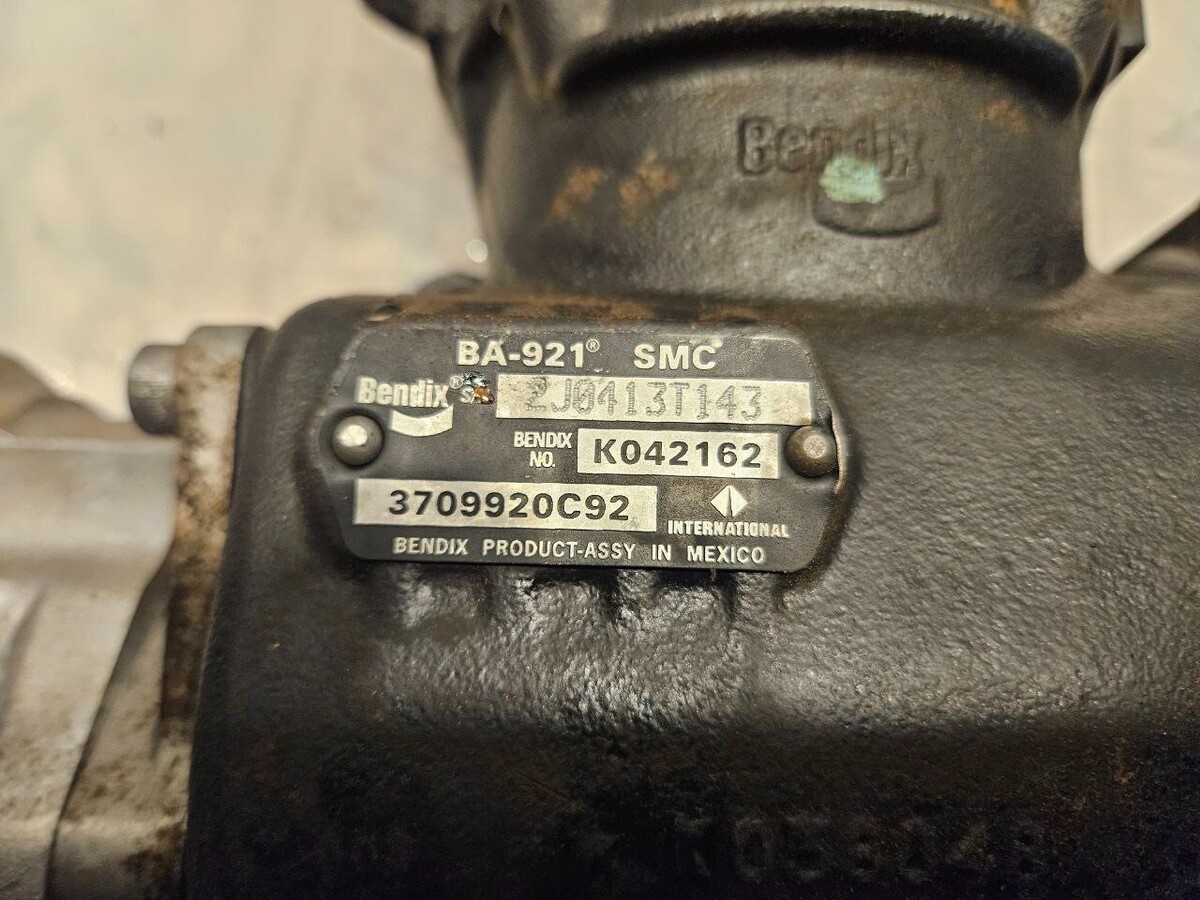 Bendix
BA-921® SMC
Bendix® 2J0413T143
BENDIX NO. K042162
3709920C92 INTERNATIONAL
BENDIX PRODUCT-ASSY IN MEXICO